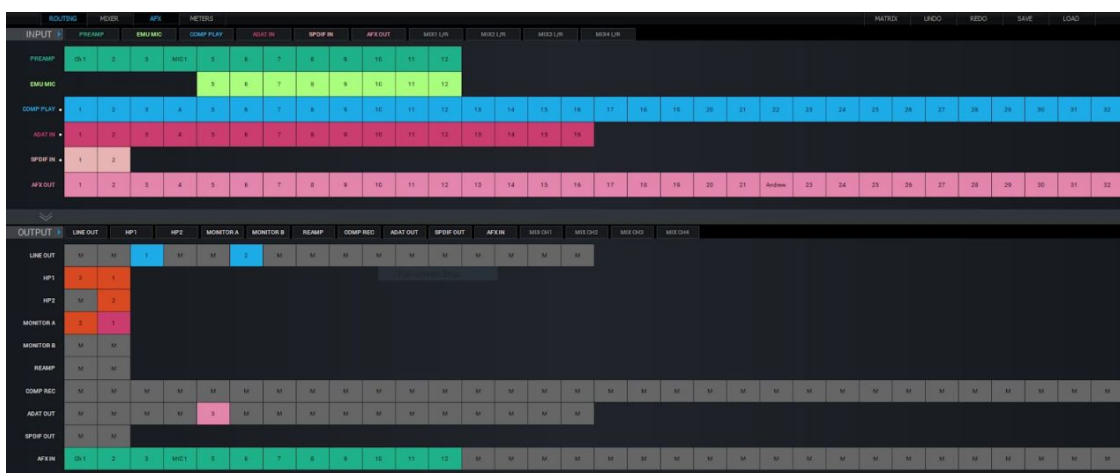 ROUTING MIXER AFX METERS MATRIX UNDO REDO SAVE LOAD
INPUT PREAMP EMU MIC COMP PLAY ADAT IN SPDIF IN AFX OUT MIX1 L/R MIX2 L/R MIX3 L/R MIX4 L/R
PREAMP Ch 1 2 3 MIC1 5 6 7 8 9 10 11 12
EMU MIC 5 6 7 8 9 10 11 12
COMP PLAY 1 2 3 4 5 6 7 8 9 10 11 12 13 14 15 16 17 18 19 20 21 22 23 24 25 26 27 28 29 30 31 32
ADAT IN 1 2 3 4 5 6 7 8 9 10 11 12 13 14 15 16
SPDIF IN 1 2
AFX OUT 1 2 3 4 5 6 7 8 9 10 11 12 13 14 15 16 17 18 19 20 21 Andrew 23 24 25 26 27 28 29 30 31 32
OUTPUT LINE OUT HP1 HP2 MONITOR A MONITOR B REAMP COMP REC ADAT OUT SPDIF OUT AFX IN MIX CH1 MIX CH2 MIX CH3 MIX CH4
LINE OUT M M 1 M M 2 M M M M M M M M M M
HP1 2 1
HP2 M 2
MONITOR A 2 1
MONITOR B M M
REAMP M M
COMP REC M M M M M M M M M M M M M M M M M M M M M M M M M M M M M M M M
ADAT OUT M M M M 3 M M M M M M M M M M M
SPDIF OUT M M
AFX IN Ch 1 2 3 MIC1 5 6 7 8 9 10 11 12 M M M M M M M M M M M M M M M M M M M M